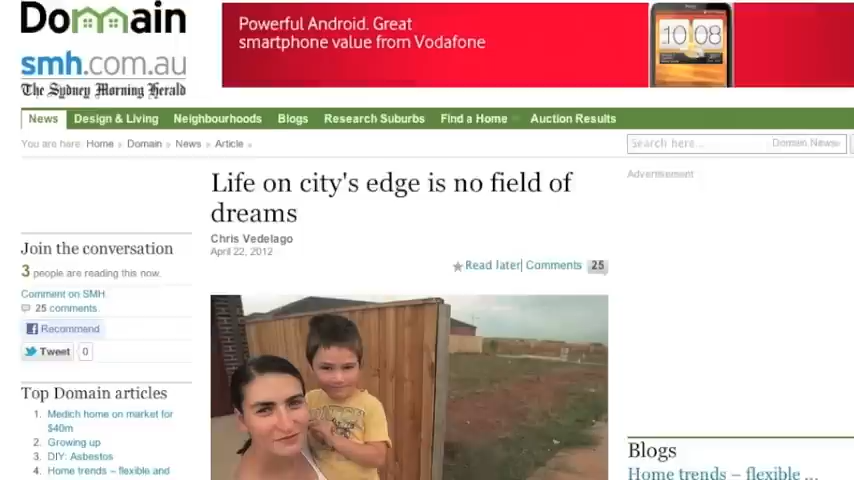 Domain
smh.com.au
The Sydney Morning Herald
Powerful Android. Great
smartphone value from Vodafone
10 08
News Design & Living Neighbourhoods Blogs Research Suburbs Find a Home Auction Results
You are here: Home Domain News Article
Search here... Domain News
Life on city's edge is no field of
dreams
Chris Vedelago
April 22, 2012
Read later Comments 25
Advertisement
Join the conversation
3 people are reading this now.
Comment on SMH
25 comments.
Recommend
Tweet 0
Top Domain articles
1. Medich home on market for
$40m
2. Growing up
3. DIY: Asbestos
4. Home trends – flexible and
Blogs
Home trends – flexible ...